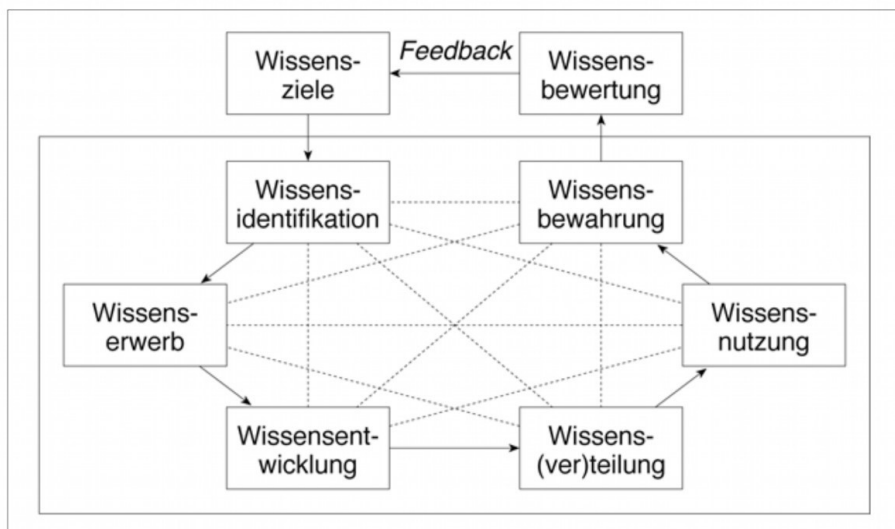 Wissens-
ziele
Feedback
Wissens-
bewertung
Wissens-
identifikation
Wissens-
bewahrung
Wissens-
erwerb
Wissens-
nutzung
Wissensent-
wicklung
Wissens-
(ver)teilung